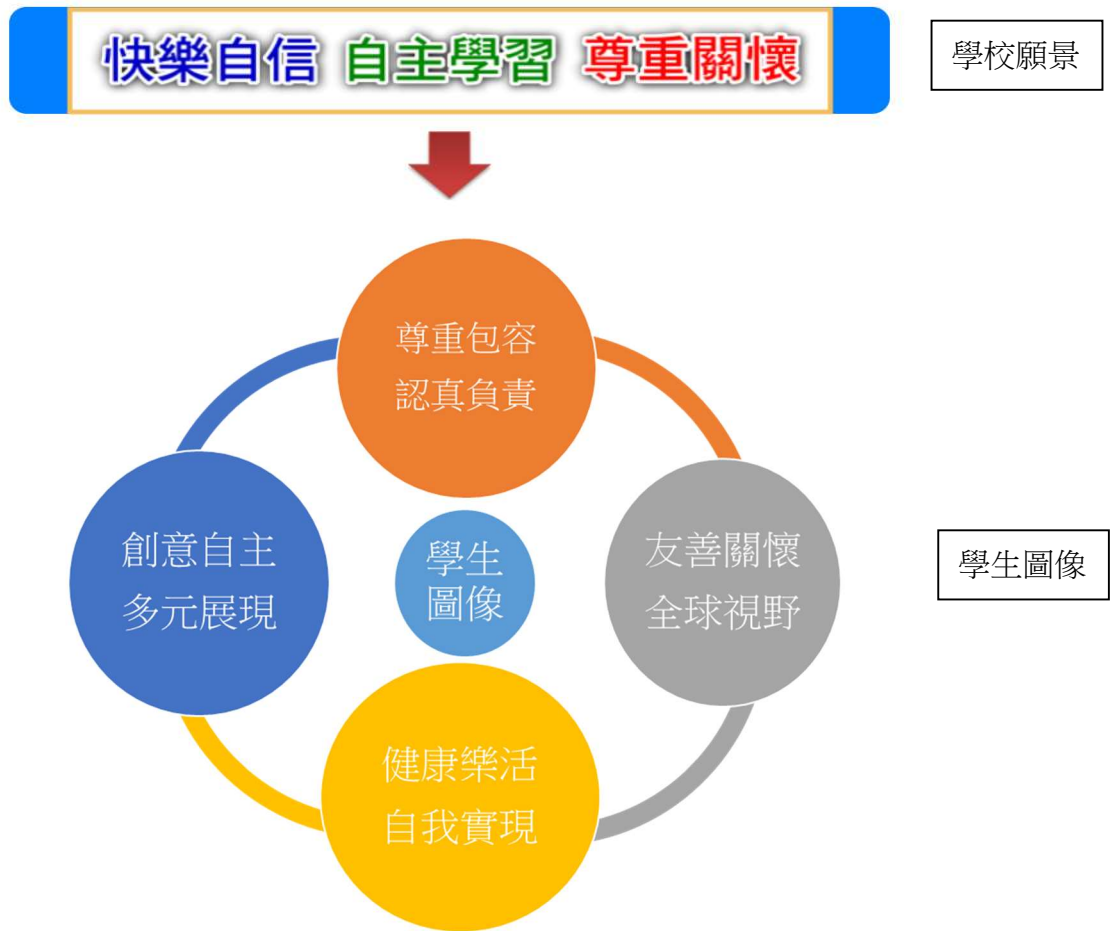 快樂自信 自主學習 尊重關懷
學校願景
尊重包容
認真負責
創意自主
多元展現
學生
圖像
友善關懷
全球視野
學生圖像
健康樂活
自我實現